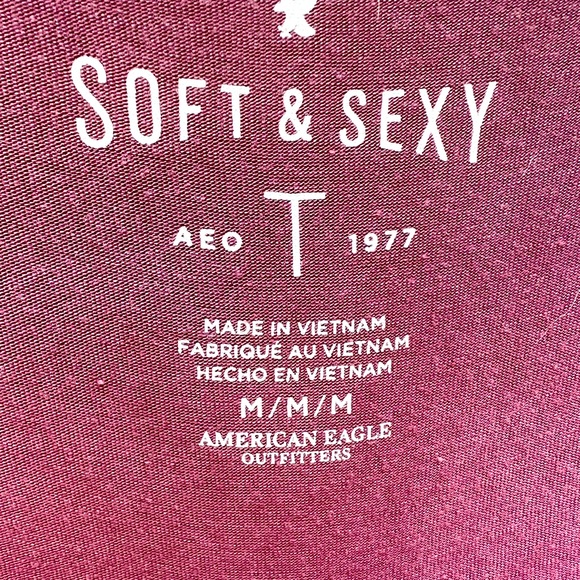 SOFT & SEXY
T
AEO 1977
MADE IN VIETNAM
FABRIQUÉ AU VIETNAM
HECHO EN VIETNAM
M/M/M
AMERICAN EAGLE
OUTFITTERS